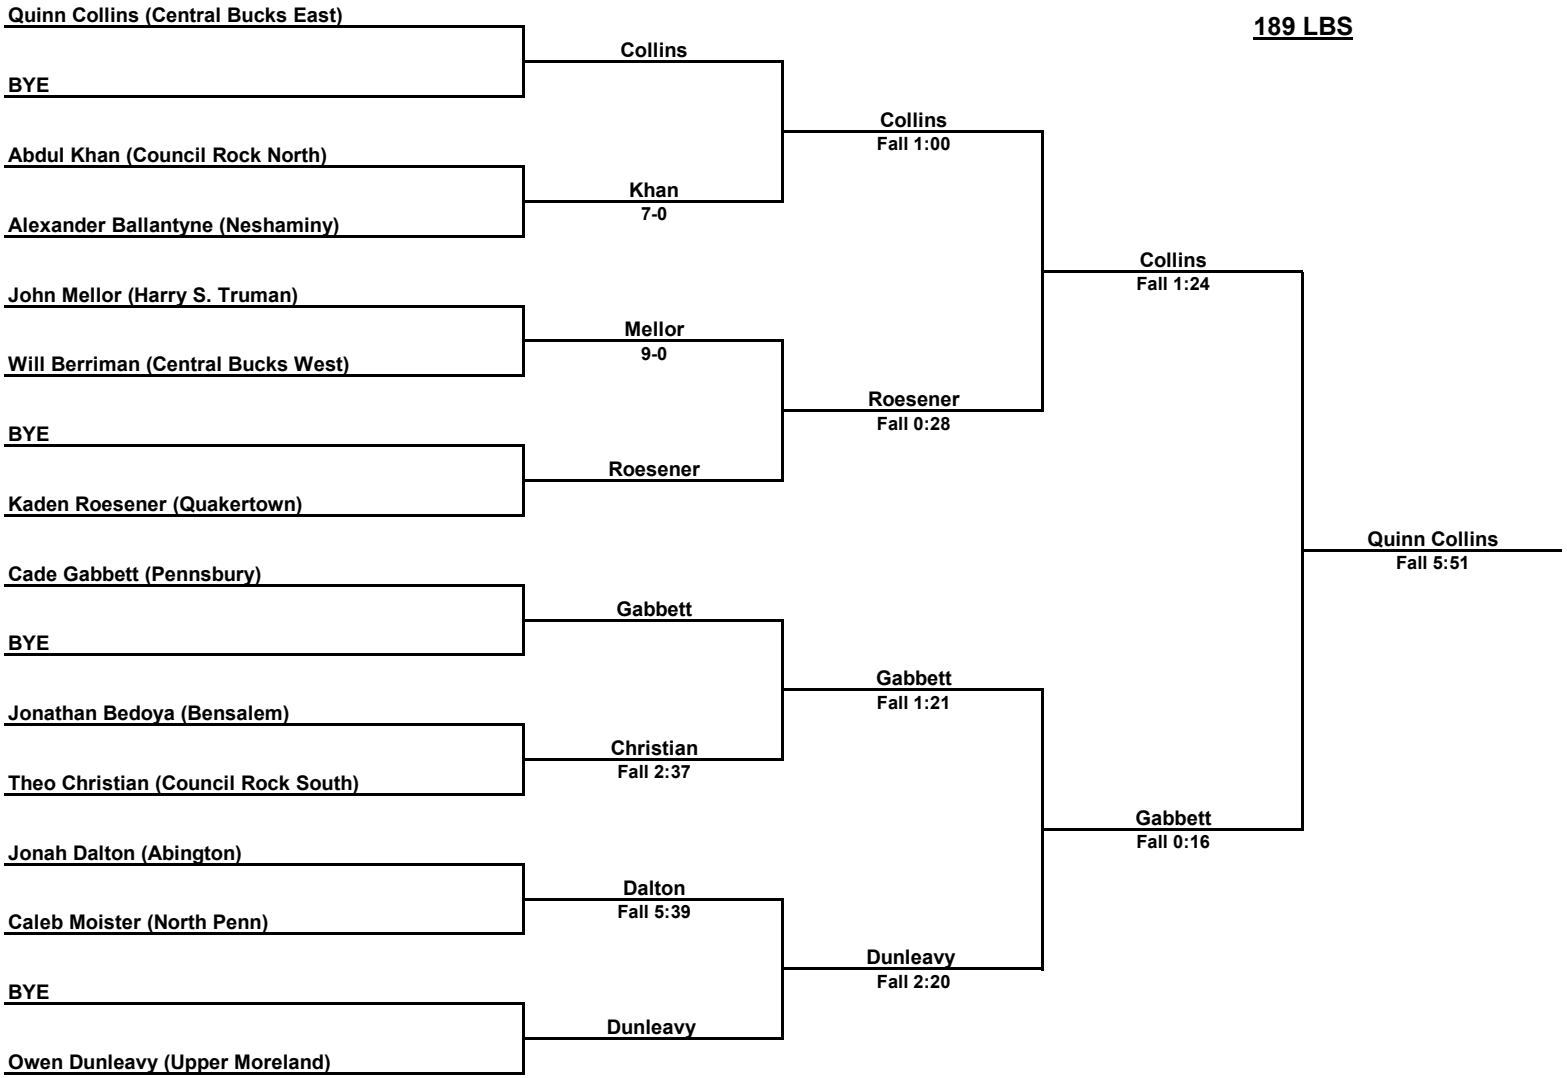 189 LBS
Quinn Collins (Central Bucks East)
BYE
Abdul Khan (Council Rock North)
Alexander Ballantyne (Neshaminy)
John Mellor (Harry S. Truman)
Will Berriman (Central Bucks West)
BYE
Kaden Roesener (Quakertown)
Cade Gabbett (Pennsbury)
BYE
Jonathan Bedoya (Bensalem)
Theo Christian (Council Rock South)
Jonah Dalton (Abington)
Caleb Moister (North Penn)
BYE
Owen Dunleavy (Upper Moreland)
Collins
Khan
7-0
Mellor
9-0
Roesener
Gabbett
Christian
Fall 2:37
Dalton
Fall 5:39
Dunleavy
Collins
Fall 1:00
Roesener
Fall 0:28
Gabbett
Fall 1:21
Dunleavy
Fall 2:20
Collins
Fall 1:24
Gabbett
Fall 0:16
Quinn Collins
Fall 5:51